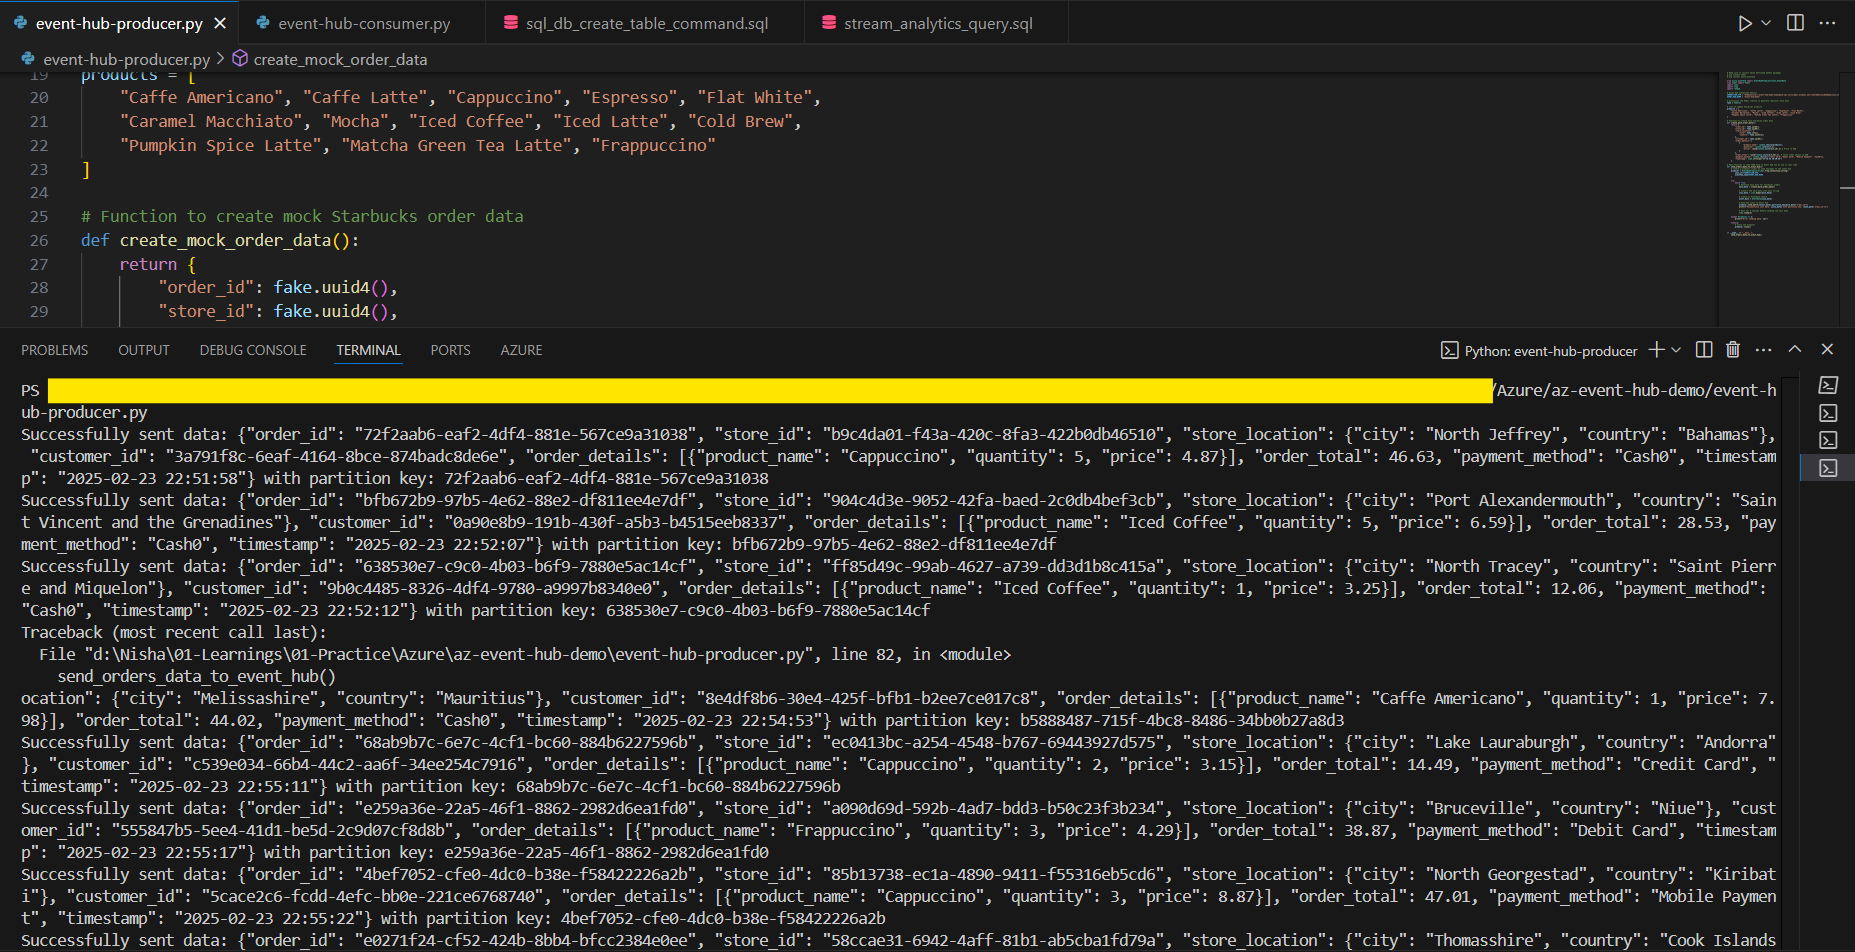 event-hub-producer.py
event-hub-consumer.py
sql_db_create_table_command.sql
stream_analytics_query.sql
event-hub-producer.py > create_mock_order_data
19 products = [
20 "Caffe Americano", "Caffe Latte", "Cappuccino", "Espresso", "Flat White",
21 "Caramel Macchiato", "Mocha", "Iced Coffee", "Iced Latte", "Cold Brew",
22 "Pumpkin Spice Latte", "Matcha Green Tea Latte", "Frappuccino"
23 ]
24
25 # Function to create mock Starbucks order data
26 def create_mock_order_data():
27 return {
28 "order_id": fake.uuid4(),
29 "store_id": fake.uuid4(),
PROBLEMS OUTPUT DEBUG CONSOLE TERMINAL PORTS AZURE
Python: event-hub-producer
PS /Azure/az-event-hub-demo/event-h
ub-producer.py
Successfully sent data: {"order_id": "72f2aab6-eaf2-4df4-881e-567ce9a31038", "store_id": "b9c4da01-f43a-420c-8fa3-422b0db46510", "store_location": {"city": "North Jeffrey", "country": "Bahamas"},
"customer_id": "3a791f8c-6eaf-4164-8bce-874badc8de6e", "order_details": [{"product_name": "Cappuccino", "quantity": 5, "price": 4.87}], "order_total": 46.63, "payment_method": "Cash0", "timestam
p": "2025-02-23 22:51:58"} with partition key: 72f2aab6-eaf2-4df4-881e-567ce9a31038
Successfully sent data: {"order_id": "bfb672b9-97b5-4e62-88e2-df811ee4e7df", "store_id": "904c4d3e-9052-42fa-baed-2c0db4bef3cb", "store_location": {"city": "Port Alexandermouth", "country": "Sain
t Vincent and the Grenadines"}, "customer_id": "0a90e8b9-191b-430f-a5b3-b4515eeb8337", "order_details": [{"product_name": "Iced Coffee", "quantity": 5, "price": 6.59}], "order_total": 28.53, "pay
ment_method": "Cash0", "timestamp": "2025-02-23 22:52:07"} with partition key: bfb672b9-97b5-4e62-88e2-df811ee4e7df
Successfully sent data: {"order_id": "638530e7-c9c0-4b03-b6f9-7880e5ac14cf", "store_id": "ff85d49c-99ab-4627-a739-dd3d1b8c415a", "store_location": {"city": "North Tracey", "country": "Saint Pierr
e and Miquelon"}, "customer_id": "9b0c4485-8326-4df4-9780-a9997b8340e0", "order_details": [{"product_name": "Iced Coffee", "quantity": 1, "price": 3.25}], "order_total": 12.06, "payment_method":
"Cash0", "timestamp": "2025-02-23 22:52:12"} with partition key: 638530e7-c9c0-4b03-b6f9-7880e5ac14cf
Traceback (most recent call last):
File "d:\Nisha\01-Learnings\01-Practice\Azure\az-event-hub-demo\event-hub-producer.py", line 82, in <module>
send_orders_data_to_event_hub()
ocation": {"city": "Melissashire", "country": "Mauritius"}, "customer_id": "8e4df8b6-30e4-425f-bfb1-b2ee7ce017c8", "order_details": [{"product_name": "Caffe Americano", "quantity": 1, "price": 7.
98}], "order_total": 44.02, "payment_method": "Cash0", "timestamp": "2025-02-23 22:54:53"} with partition key: b5888487-715f-4bc8-8486-34bb0b27a8d3
Successfully sent data: {"order_id": "68ab9b7c-6e7c-4cf1-bc60-884b6227596b", "store_id": "ec0413bc-a254-4548-b767-69443927d575", "store_location": {"city": "Lake Lauraburgh", "country": "Andorra"
}, "customer_id": "c539e034-66b4-44c2-aa6f-34ee254c7916", "order_details": [{"product_name": "Cappuccino", "quantity": 2, "price": 3.15}], "order_total": 14.49, "payment_method": "Credit Card", "
timestamp": "2025-02-23 22:55:11"} with partition key: 68ab9b7c-6e7c-4cf1-bc60-884b6227596b
Successfully sent data: {"order_id": "e259a36e-22a5-46f1-8862-2982d6ea1fd0", "store_id": "a090d69d-592b-4ad7-bdd3-b50c23f3b234", "store_location": {"city": "Bruceville", "country": "Niue"}, "cust
omer_id": "555847b5-5ee4-41d1-be5d-2c9d07cf8d8b", "order_details": [{"product_name": "Frappuccino", "quantity": 3, "price": 4.29}], "order_total": 38.87, "payment_method": "Debit Card", "timestam
p": "2025-02-23 22:55:17"} with partition key: e259a36e-22a5-46f1-8862-2982d6ea1fd0
Successfully sent data: {"order_id": "4bef7052-cfe0-4dc0-b38e-f58422226a2b", "store_id": "85b13738-ec1a-4890-9411-f55316eb5cd6", "store_location": {"city": "North Georgestad", "country": "Kiribat
i"}, "customer_id": "5cace2c6-fcdd-4efc-bb0e-221ce6768740", "order_details": [{"product_name": "Cappuccino", "quantity": 3, "price": 8.87}], "order_total": 47.01, "payment_method": "Mobile Paymen
t", "timestamp": "2025-02-23 22:55:22"} with partition key: 4bef7052-cfe0-4dc0-b38e-f58422226a2b
Successfully sent data: {"order_id": "e0271f24-cf52-424b-8bb4-bfcc2384e0ee", "store_id": "58ccae31-6942-4aff-81b1-ab5cba1fd79a", "store_location": {"city": "Thomasshire", "country": "Cook Islands